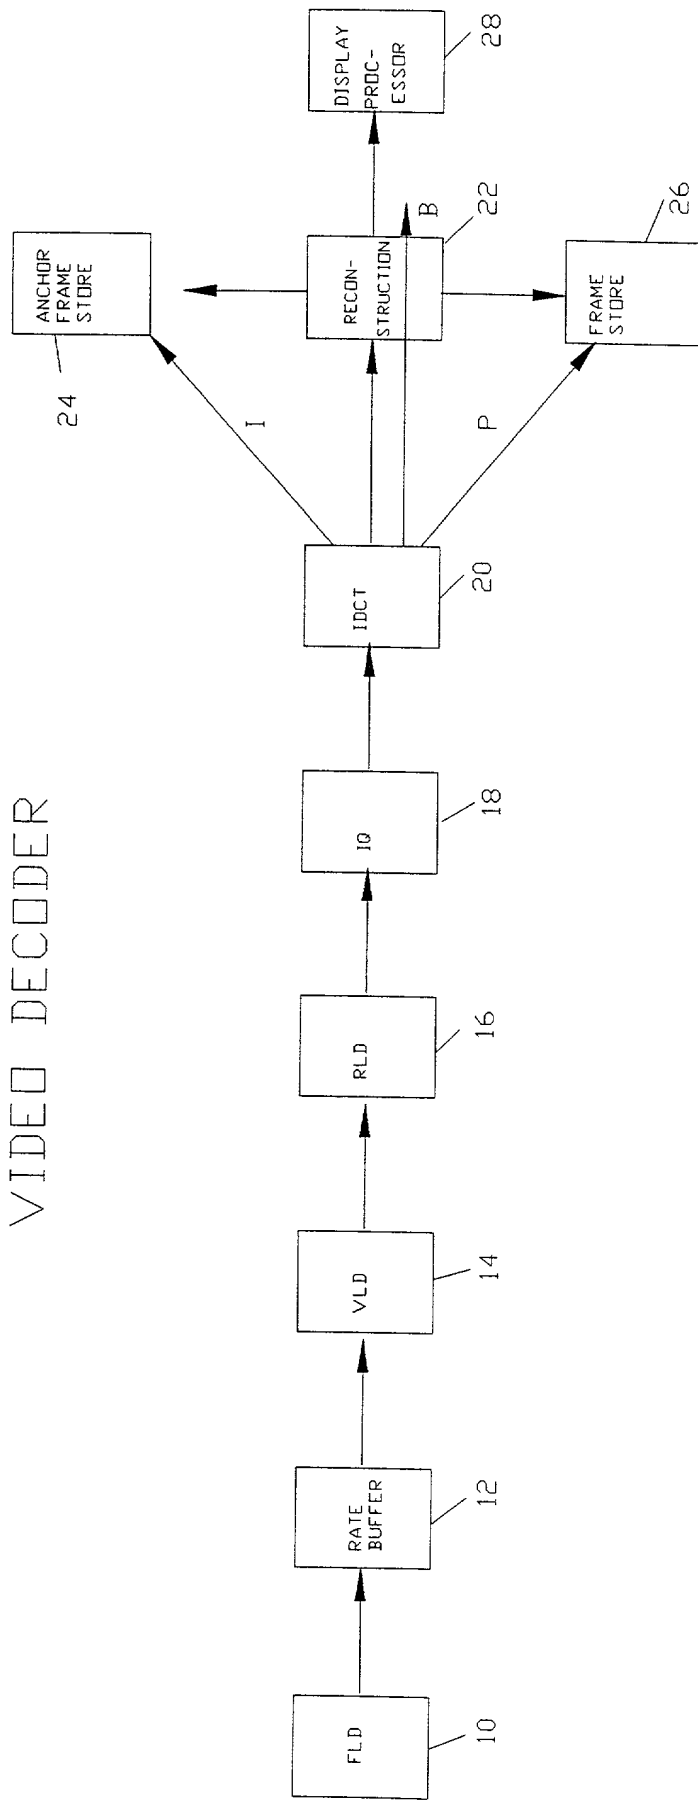 VIDEO DECODER
FLD
10
RATE
BUFFER
12
VLD
14
RLD
16
IQ
18
IDCT
20
I
P
B
RECON-
STRUCTION
22
ANCHOR
FRAME
STORE
24
FRAME
STORE
26
DISPLAY
PROC-
ESSOR
28